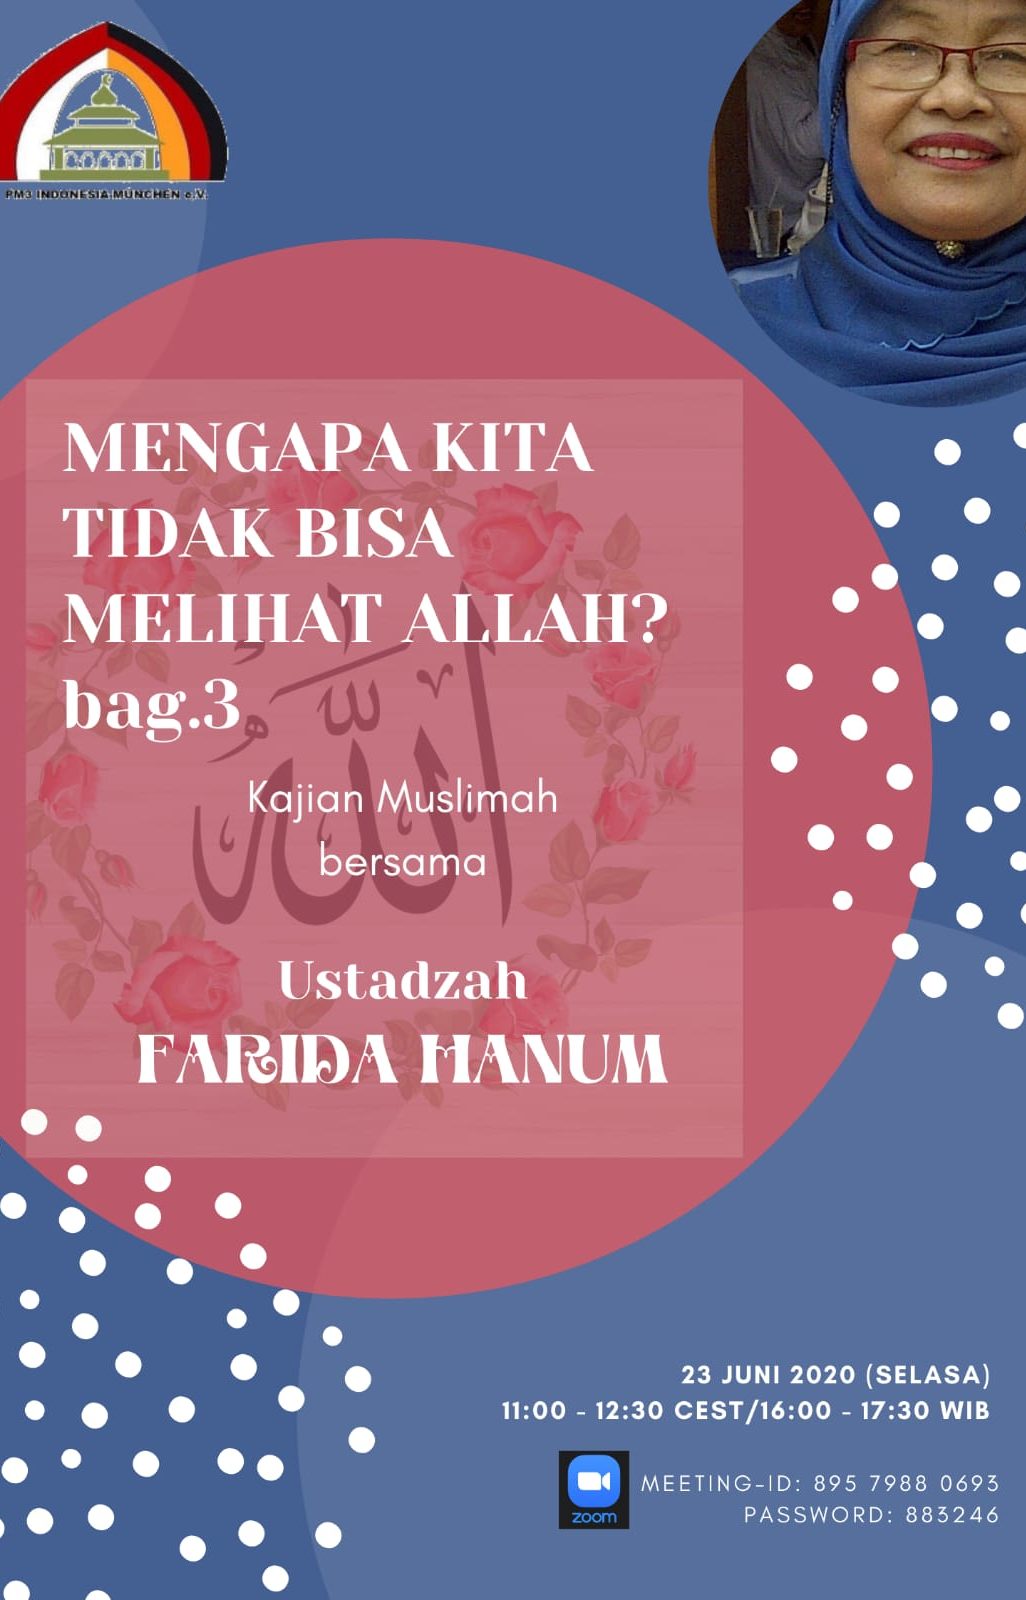 PM3 INDONESIA-MÜNCHEN e.V.
MENGAPA KITA
TIDAK BISA
MELIHAT ALLAH?
bag.3
الله
Kajian Muslimah
bersama
Ustadzah
FARIDA HANUM
23 JUNI 2020 (SELASA)
11:00 - 12:30 CEST/16:00 - 17:30 WIB
zoom
MEETING-ID: 895 7988 0693
PASSWORD: 883246